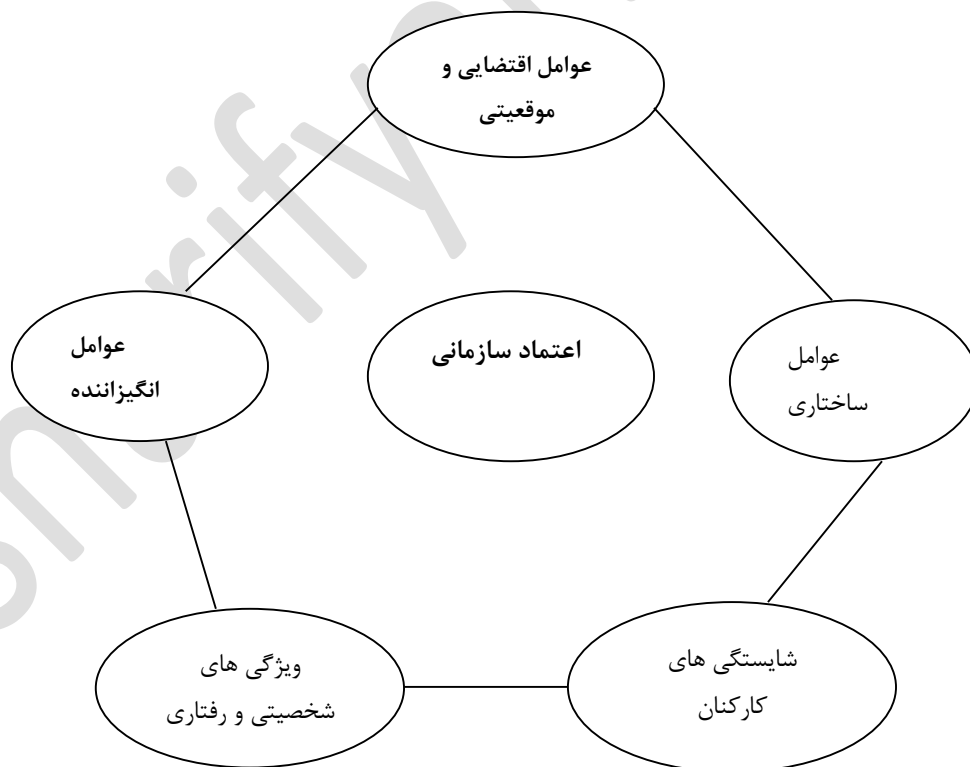 عوامل اقتضایی و
موقعیتی
عوامل
ساختاری
اعتماد سازمانی
عوامل
انگیزاننده
شایستگی های
کارکنان
ویژگی های
شخصیتی و رفتاری